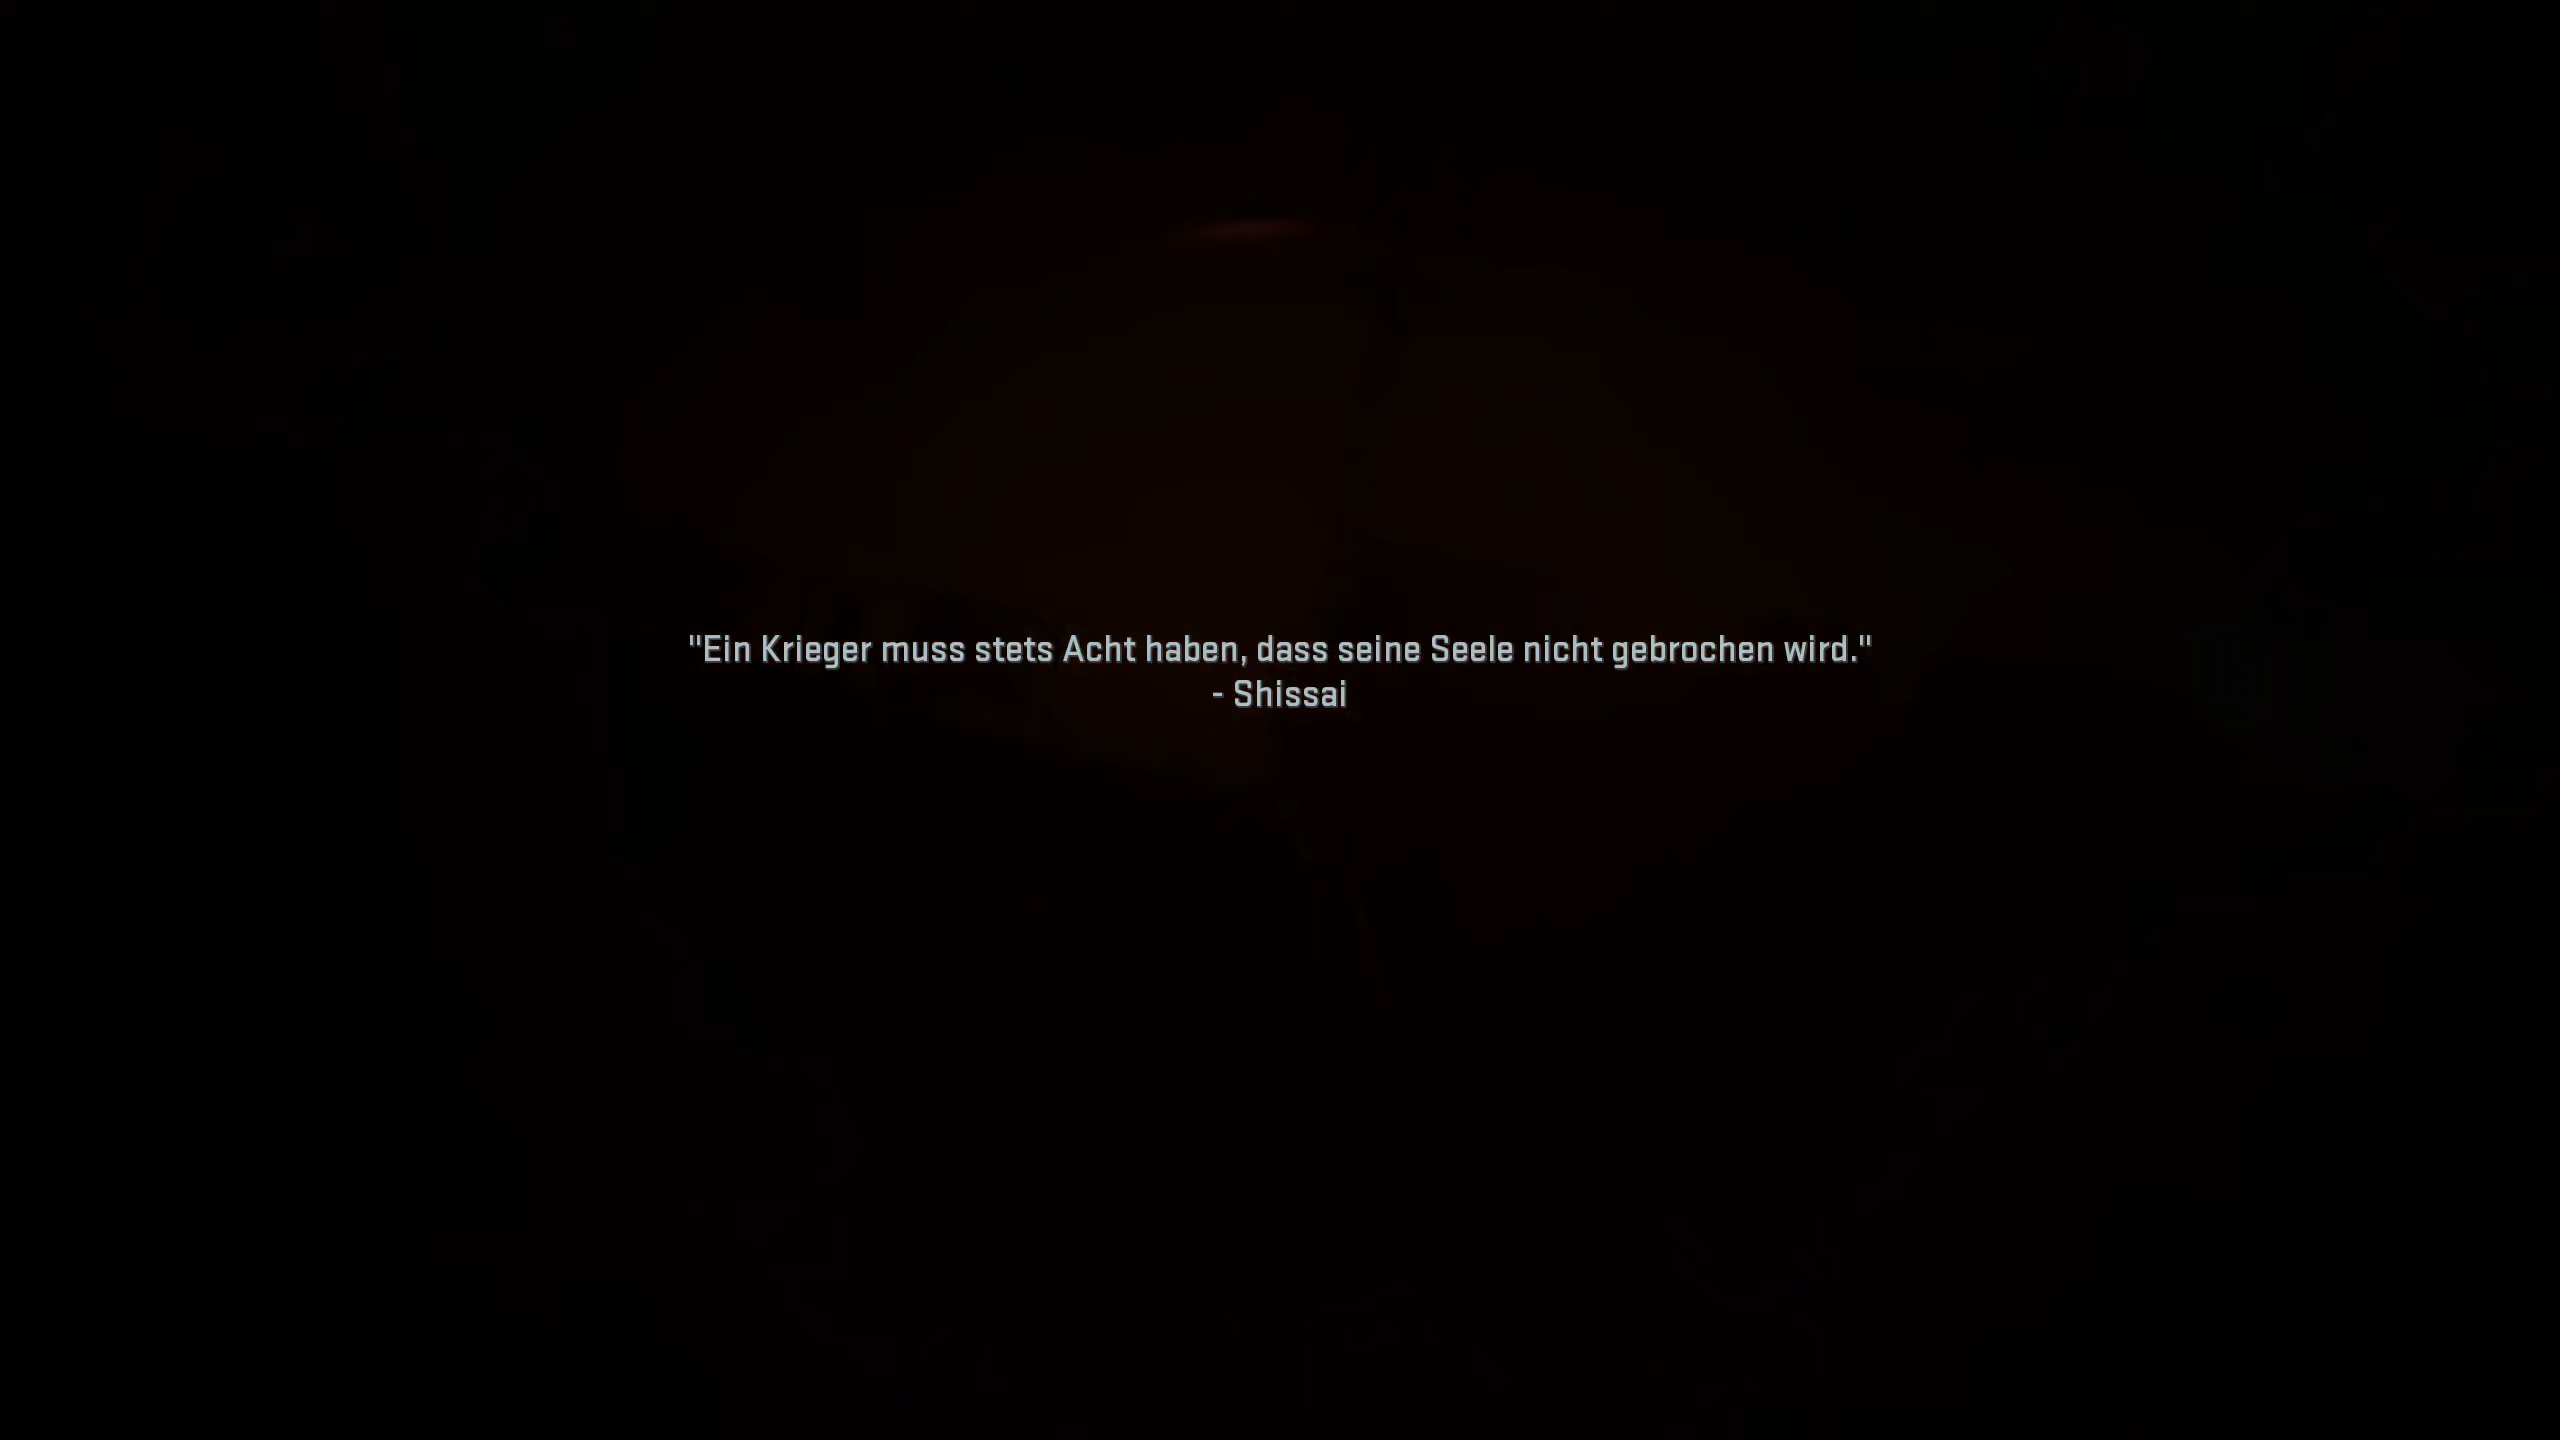 "Ein Krieger muss stets Acht haben, dass seine Seele nicht gebrochen wird."
- Shissai